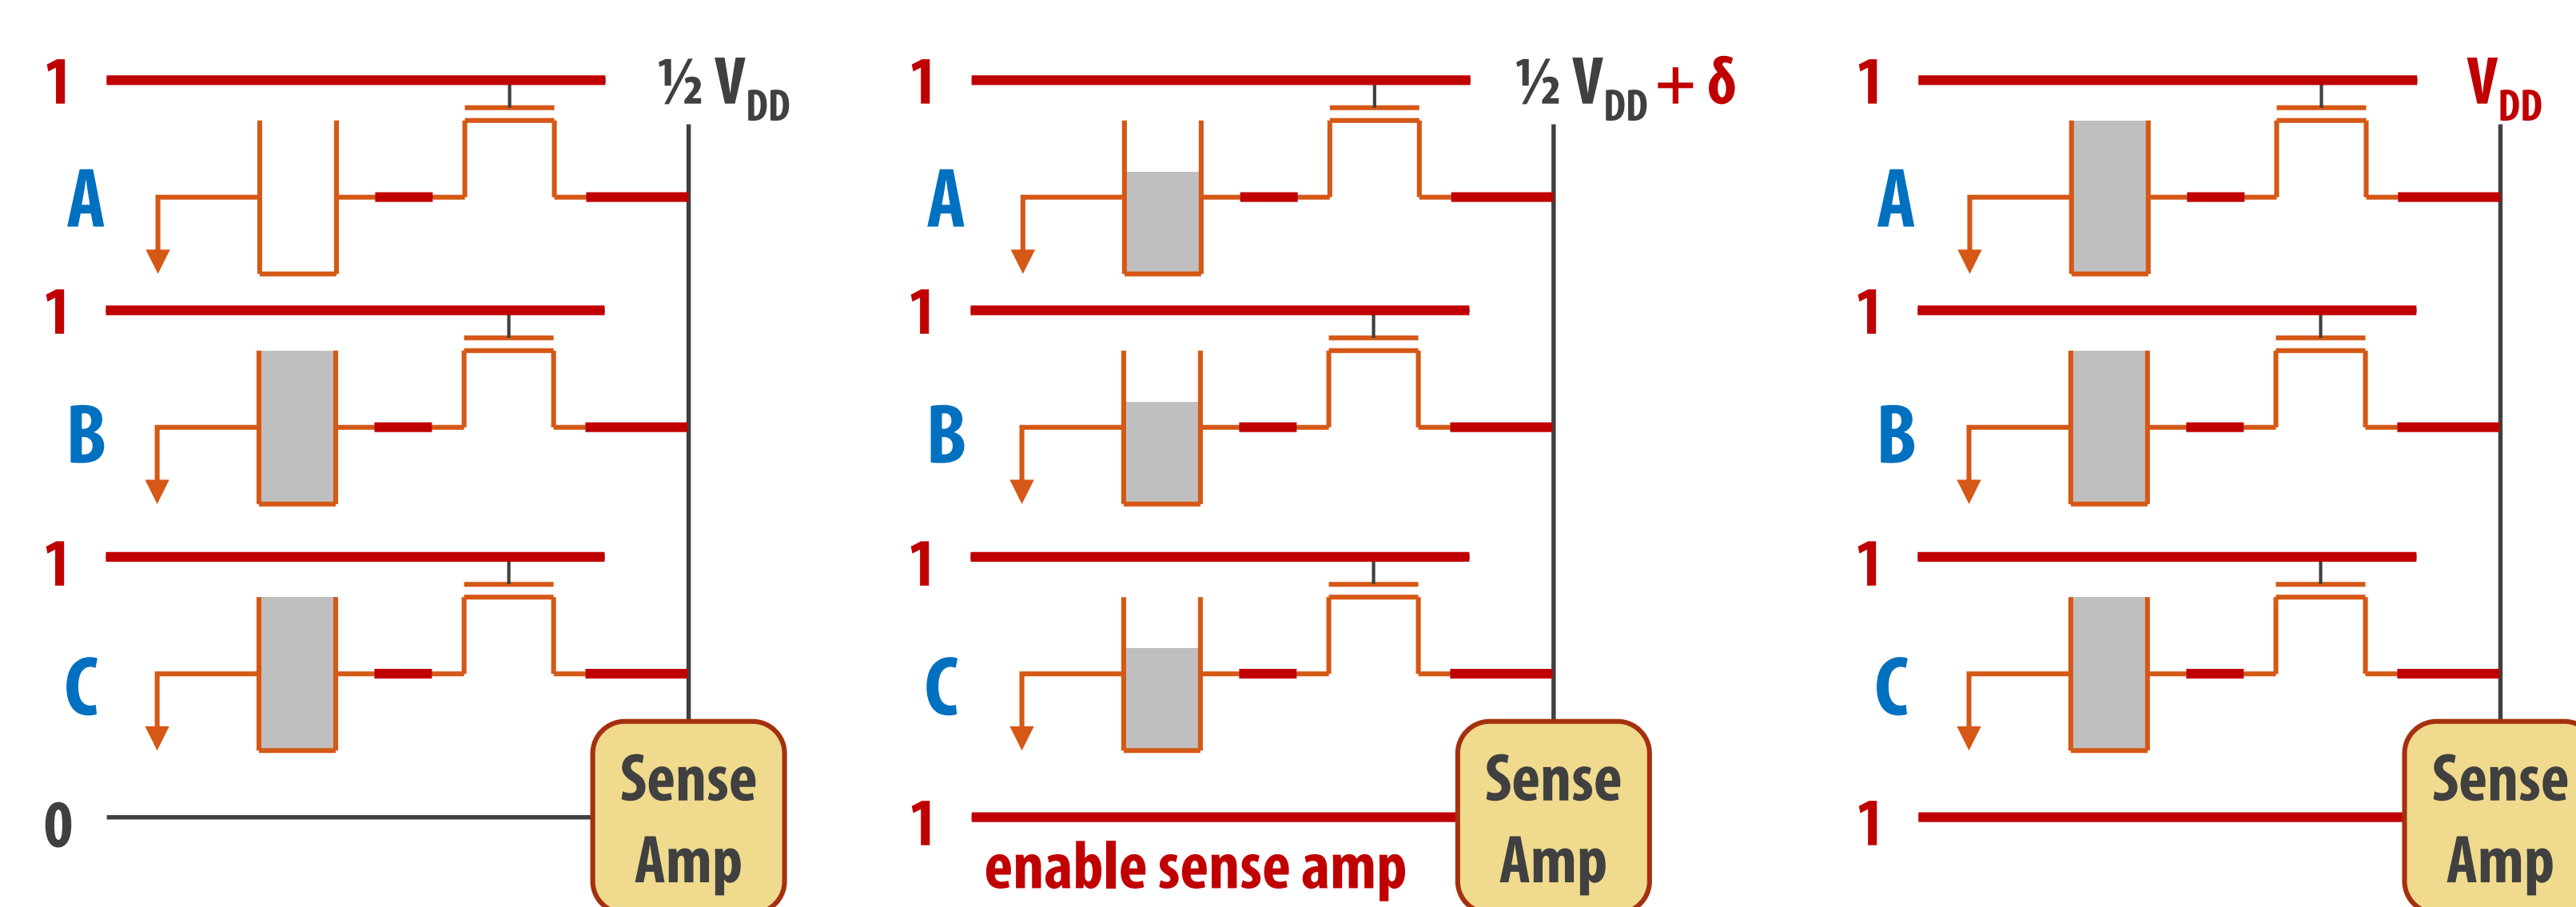 1
½ VDD
A
1
B
1
C
0
Sense
Amp
1
½ VDD + δ
A
1
B
1
C
1
enable sense amp
Sense
Amp
1
VDD
A
1
B
1
C
1
Sense
Amp